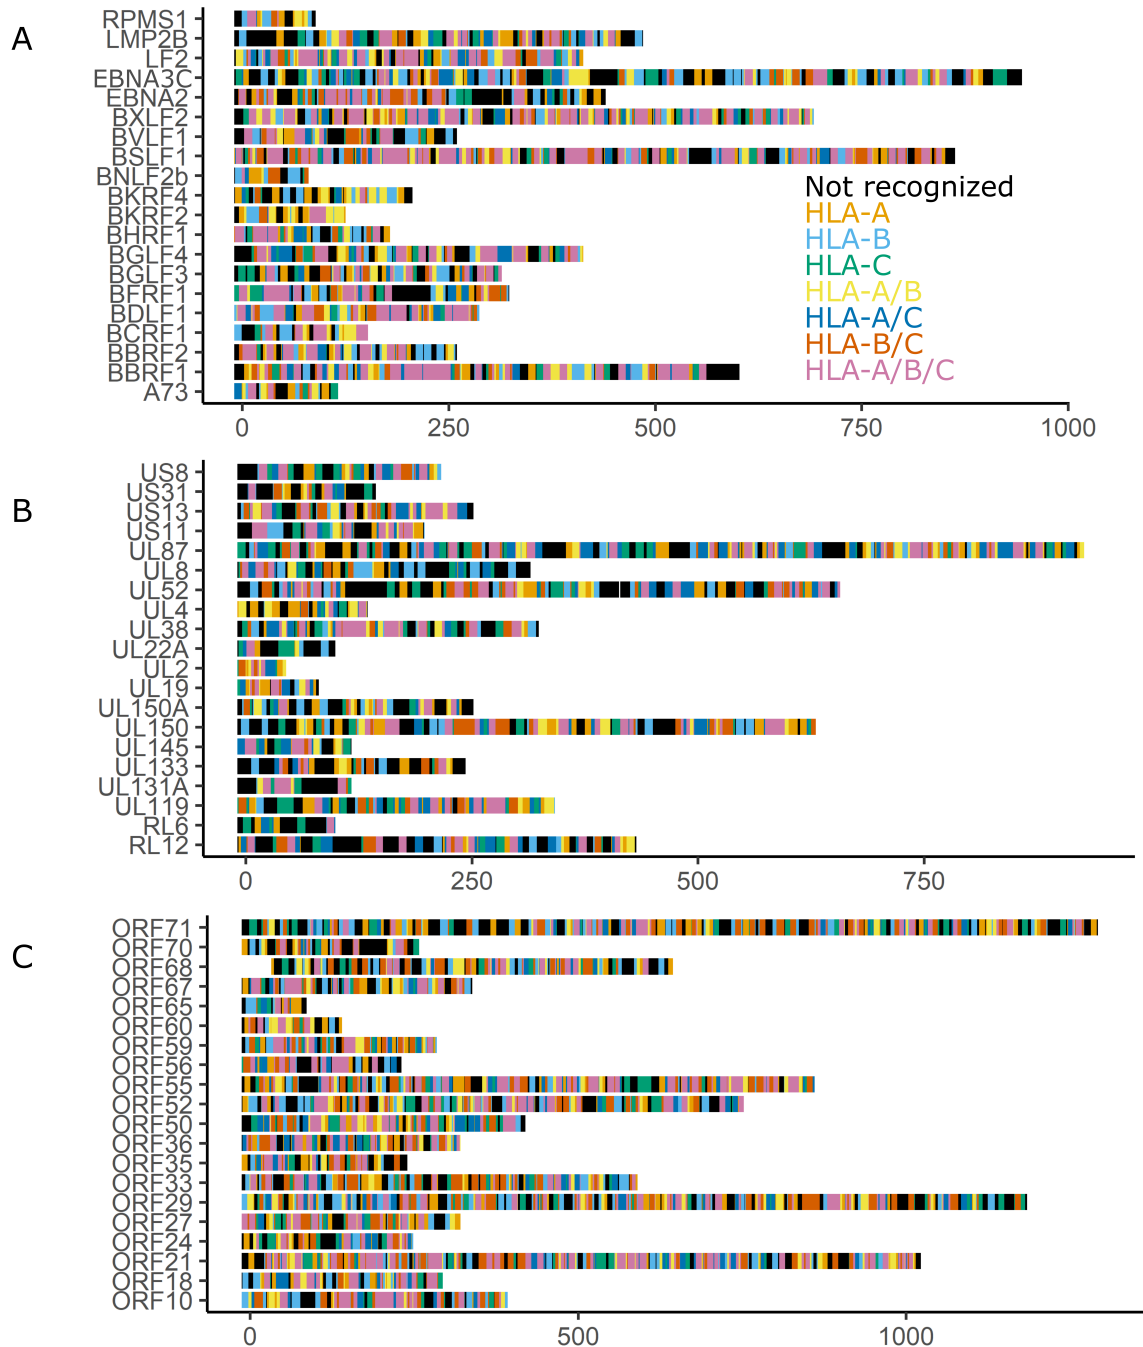 A
RPMS1
LMP2B
LF2
EBNA3C
EBNA2
BXLF2
BVLF1
BSLF1
BNLF2b
BKRF4
BKRF2
BHRF1
BGLF4
BGLF3
BFRF1
BDLF1
BCRF1
BBRF2
BBRF1
A73
Not recognized
HLA-A
HLA-B
HLA-C
HLA-A/B
HLA-A/C
HLA-B/C
HLA-A/B/C
0 250 500 750 1000
B
US8
US31
US13
US11
UL87
UL8
UL52
UL4
UL38
UL22A
UL2
UL19
UL150A
UL150
UL145
UL133
UL131A
UL119
RL6
RL12
0 250 500 750
C
ORF71
ORF70
ORF68
ORF67
ORF65
ORF60
ORF59
ORF56
ORF55
ORF52
ORF50
ORF36
ORF35
ORF33
ORF29
ORF27
ORF24
ORF21
ORF18
ORF10
0 500 1000